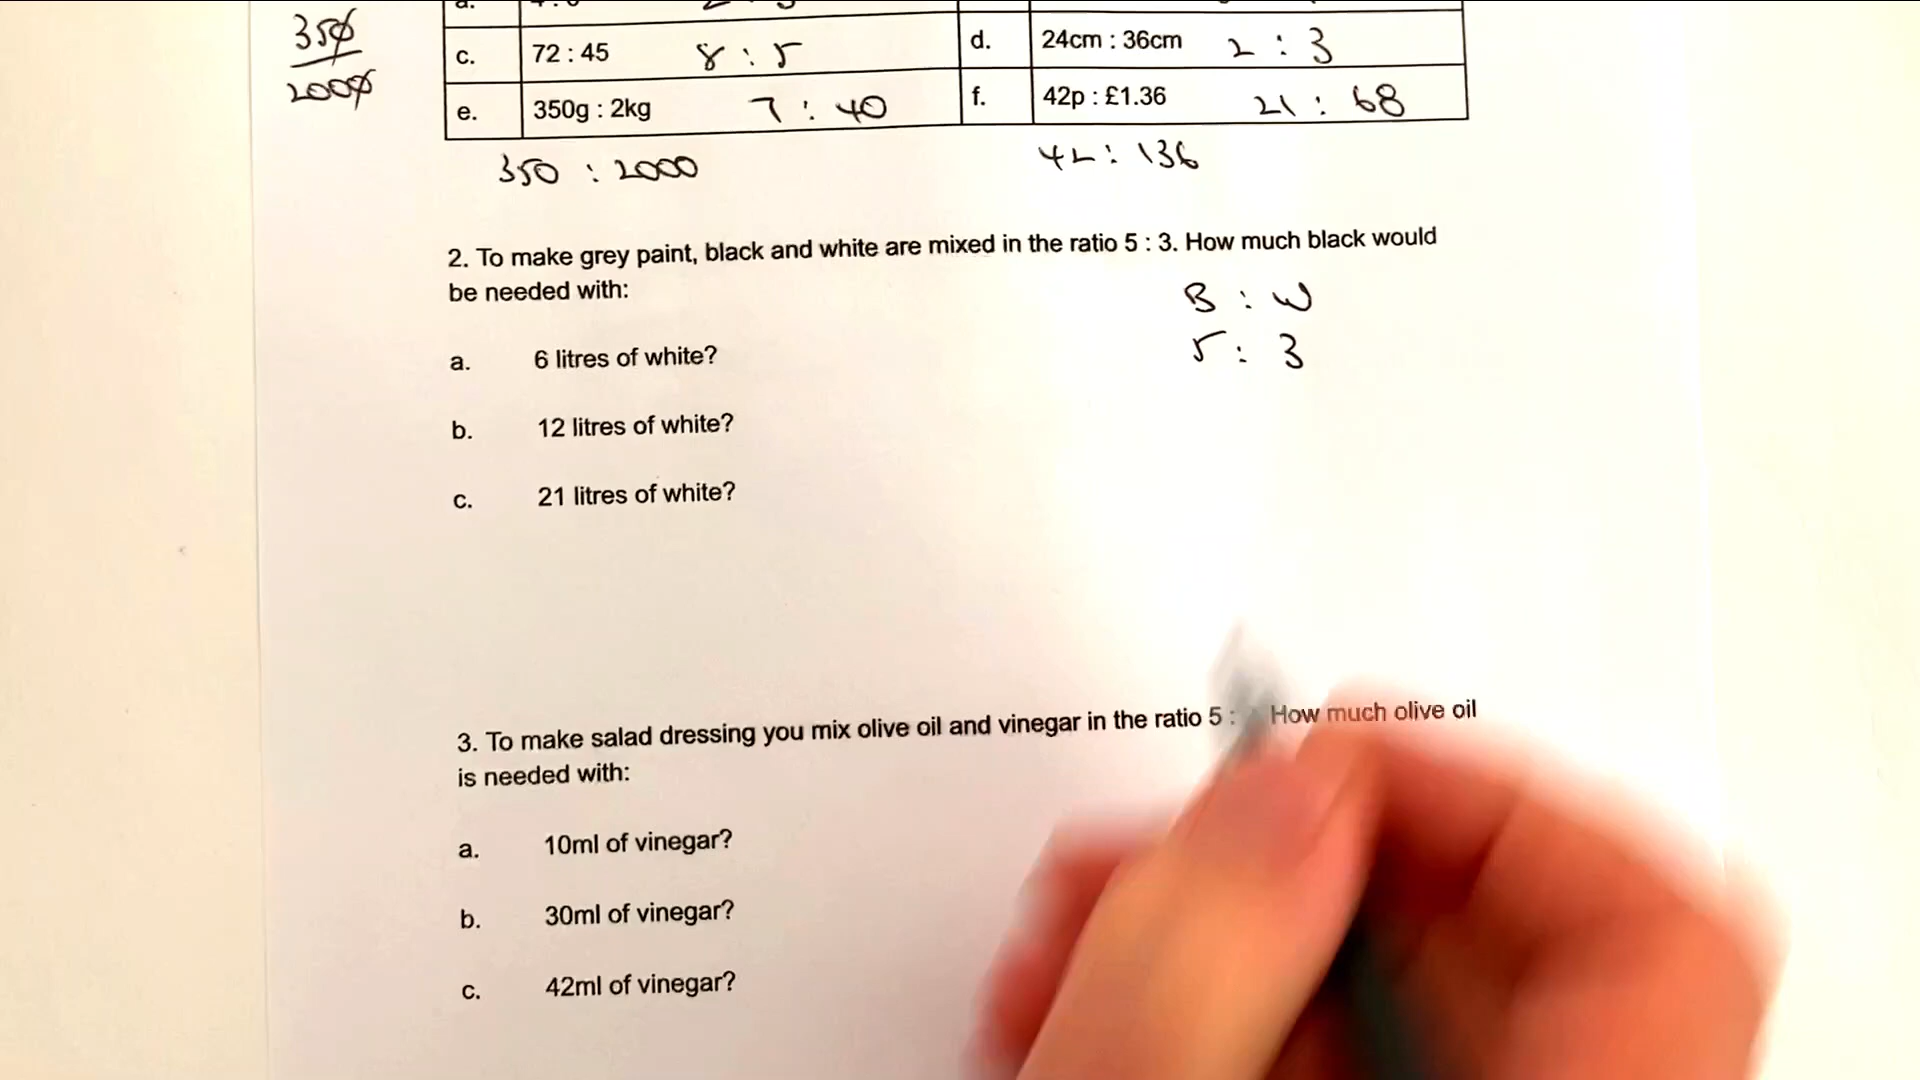 350
2000
c. 72 : 45 8 : 5 d. 24cm : 36cm 2 : 3
e. 350g : 2kg 7 : 40 f. 42p : £1.36 21 : 68
350 : 2000 42 : 136
2. To make grey paint, black and white are mixed in the ratio 5 : 3. How much black would
be needed with:
B : W
5 : 3
a. 6 litres of white?
b. 12 litres of white?
c. 21 litres of white?
3. To make salad dressing you mix olive oil and vinegar in the ratio 5 : How much olive oil
is needed with:
a. 10ml of vinegar?
b. 30ml of vinegar?
c. 42ml of vinegar?